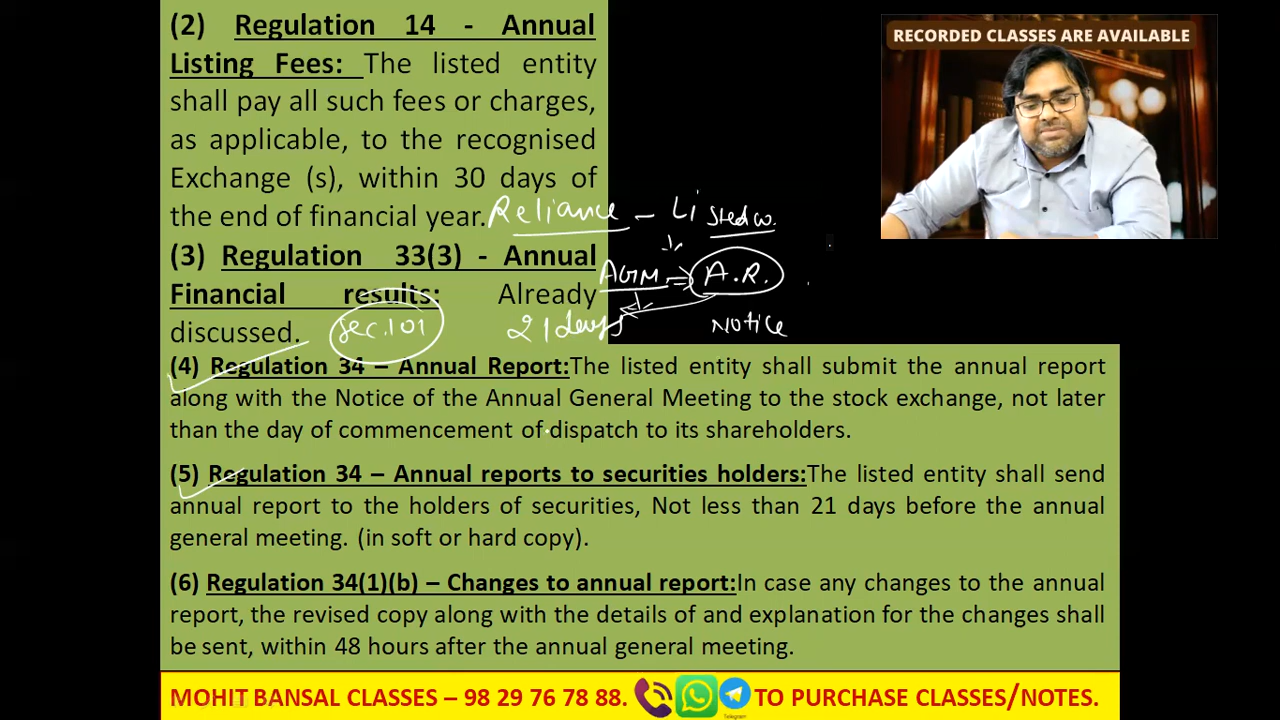 (2) Regulation 14 - Annual
Listing Fees: The listed entity
shall pay all such fees or charges,
as applicable, to the recognised
Exchange (s), within 30 days of
the end of financial year.
(3) Regulation 33(3) - Annual
Financial results: Already
discussed.
RECORDED CLASSES ARE AVAILABLE
Reliance - Listed co.
AGM => A.R.
Sec. 101 21 days Notice
(4) Regulation 34 – Annual Report:The listed entity shall submit the annual report
along with the Notice of the Annual General Meeting to the stock exchange, not later
than the day of commencement of dispatch to its shareholders.
(5) Regulation 34 – Annual reports to securities holders:The listed entity shall send
annual report to the holders of securities, Not less than 21 days before the annual
general meeting. (in soft or hard copy).
(6) Regulation 34(1)(b) – Changes to annual report:In case any changes to the annual
report, the revised copy along with the details of and explanation for the changes shall
be sent, within 48 hours after the annual general meeting.
MOHIT BANSAL CLASSES – 98 29 76 78 88. TO PURCHASE CLASSES/NOTES.
Telegram